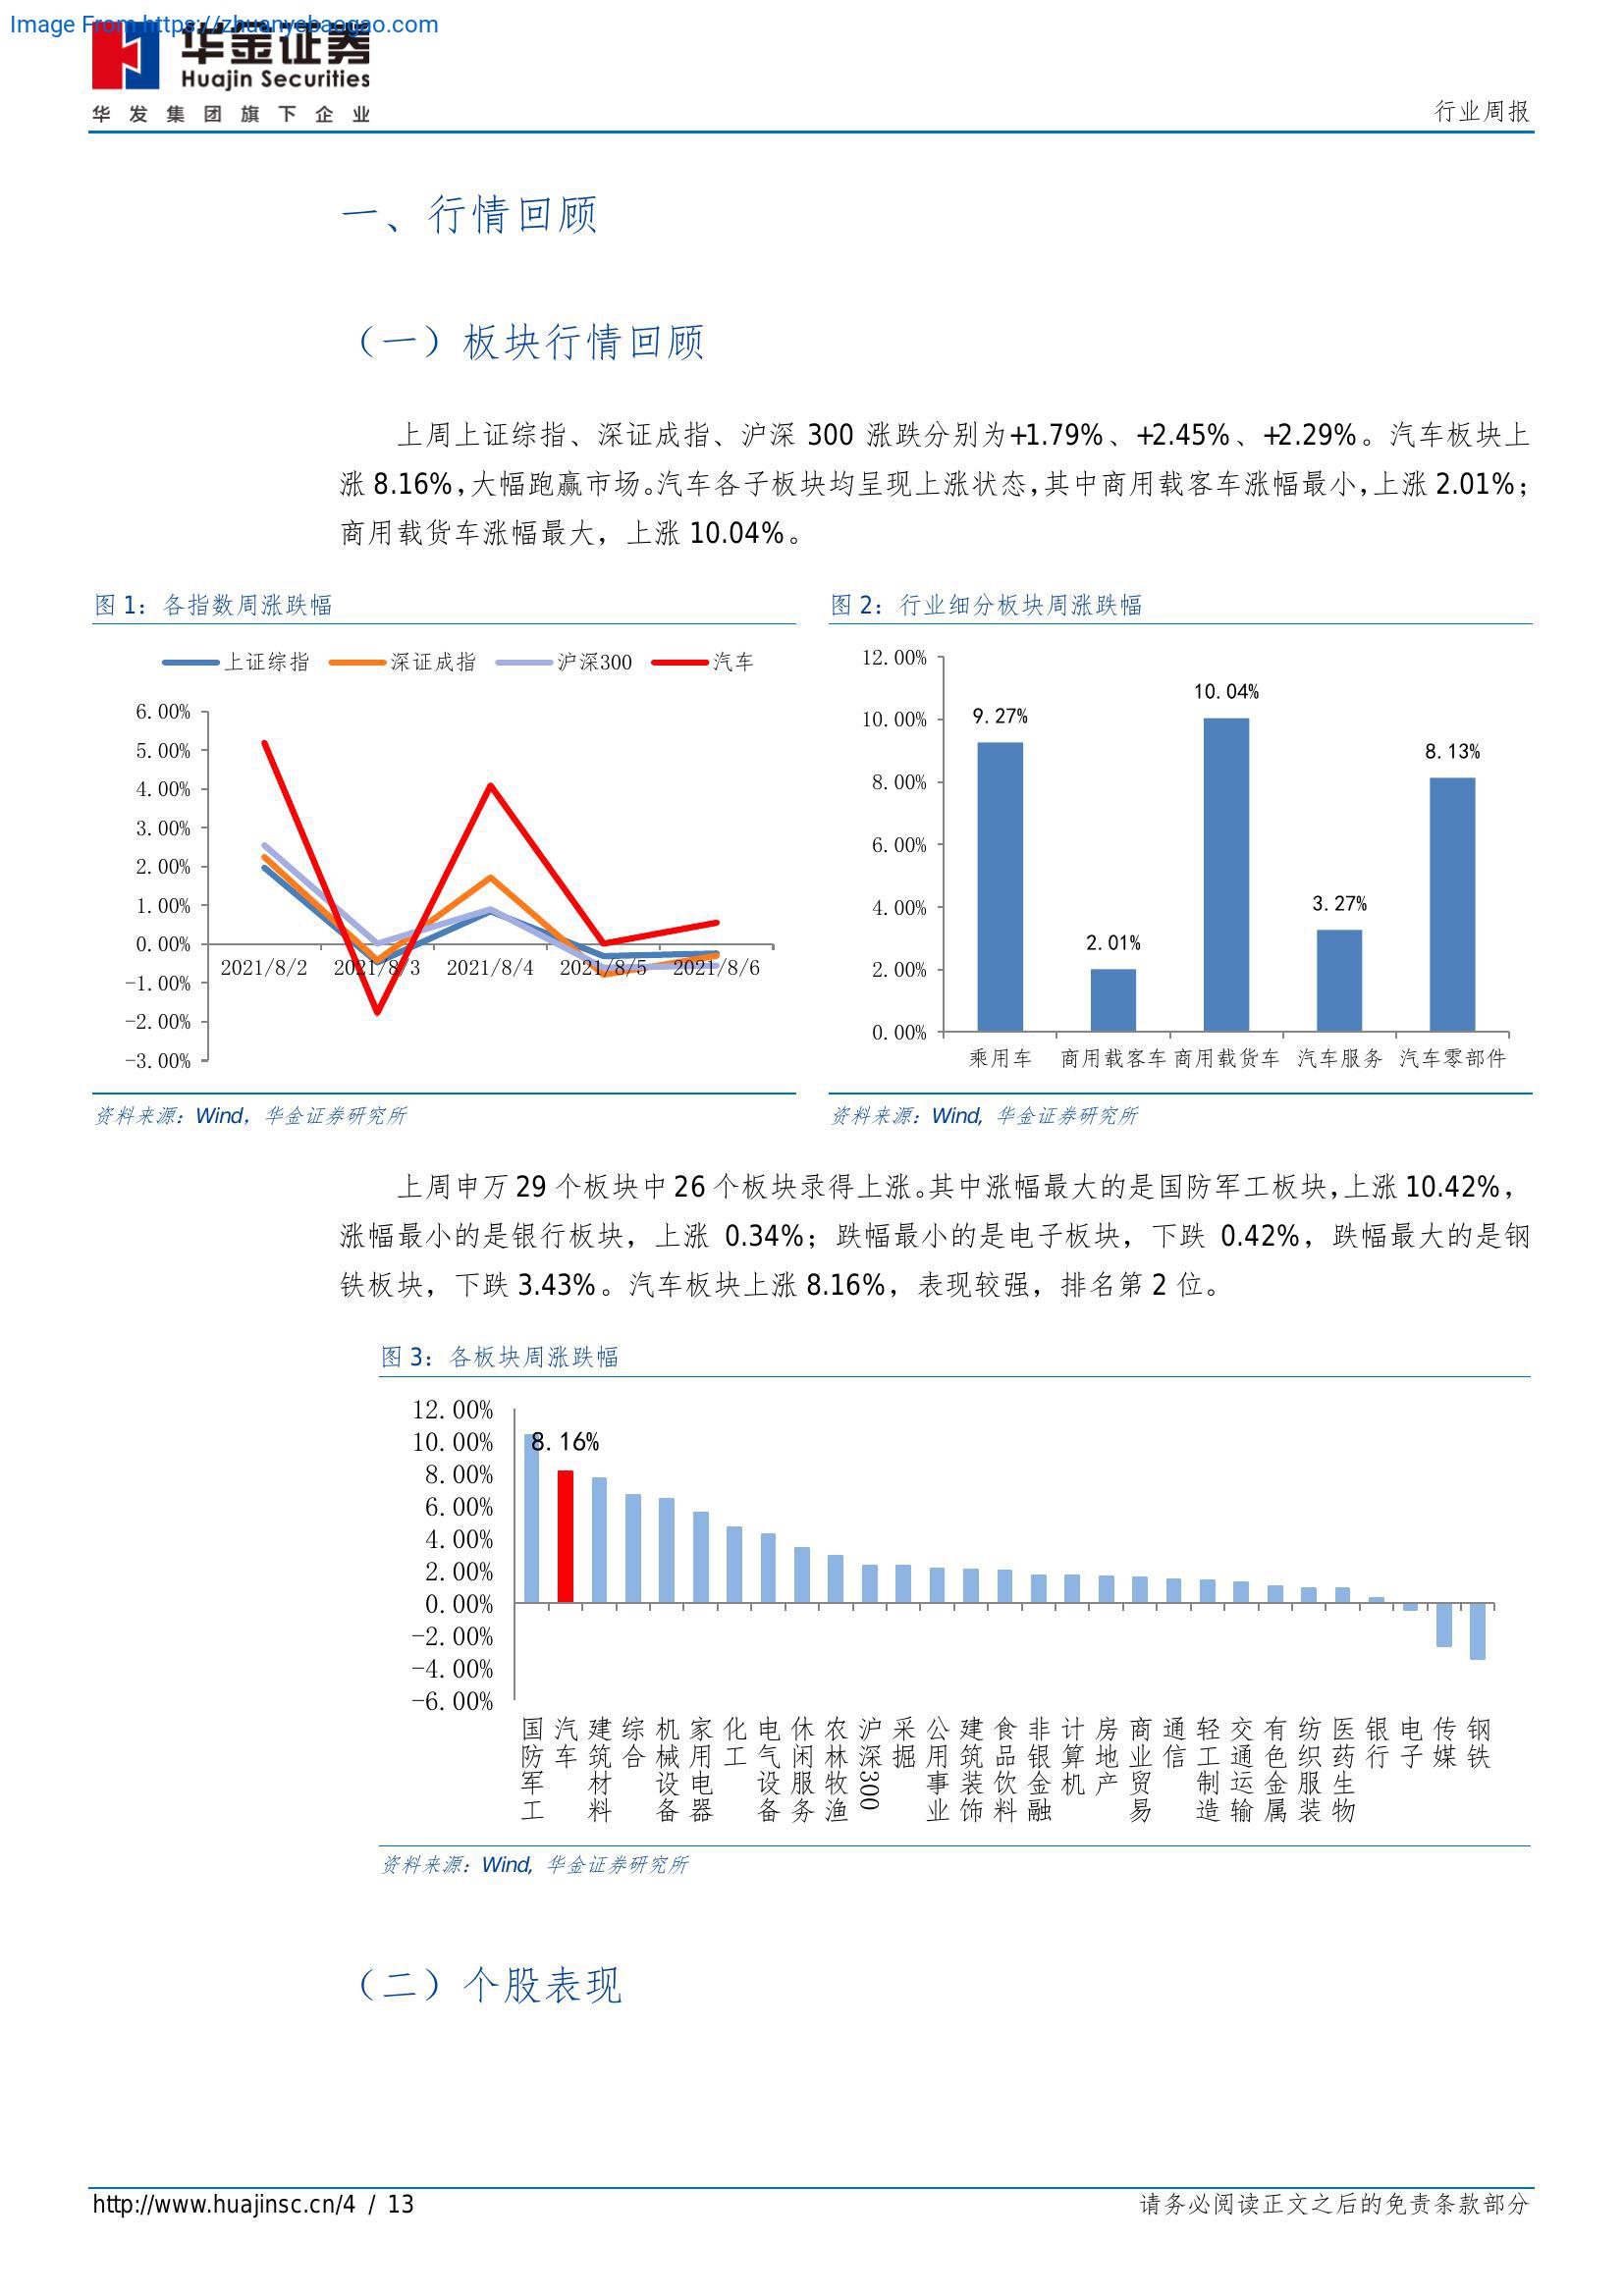 Image From https://zhuanyebaogao.com
华金证券
Huajin Securities
华发集团旗下企业
行业周报
一、行情回顾
（一）板块行情回顾
上周上证综指、深证成指、沪深 300 涨跌分别为+1.79%、+2.45%、+2.29%。汽车板块上
涨 8.16%，大幅跑赢市场。汽车各子板块均呈现上涨状态，其中商用载客车涨幅最小，上涨 2.01%；
商用载货车涨幅最大，上涨 10.04%。
图 1：各指数周涨跌幅
上证综指 深证成指 沪深300 汽车
6.00%
5.00%
4.00%
3.00%
2.00%
1.00%
0.00%
-1.00%
-2.00%
-3.00%
2021/8/2 2021/8/3 2021/8/4 2021/8/5 2021/8/6
资料来源：Wind，华金证券研究所
图 2：行业细分板块周涨跌幅
12.00%
10.00%
8.00%
6.00%
4.00%
2.00%
0.00%
9.27%
2.01%
10.04%
3.27%
8.13%
乘用车 商用载客车 商用载货车 汽车服务 汽车零部件
资料来源：Wind, 华金证券研究所
上周申万 29 个板块中 26 个板块录得上涨。其中涨幅最大的是国防军工板块，上涨 10.42%，
涨幅最小的是银行板块，上涨 0.34%；跌幅最小的是电子板块，下跌 0.42%，跌幅最大的是钢
铁板块，下跌 3.43%。汽车板块上涨 8.16%，表现较强，排名第 2 位。
图 3：各板块周涨跌幅
12.00%
10.00%
8.00%
6.00%
4.00%
2.00%
0.00%
-2.00%
-4.00%
-6.00%
8.16%
国防军工
汽车
建筑材料
综合
机械设备
家用电器
化工
电气设备
休闲服务
农林牧渔
沪深300
采掘
公用事业
建筑装饰
食品饮料
非银金融
计算机
房地产
商业贸易
通信
轻工制造
交通运输
有色金属
纺织服装
医药生物
银行
电子
传媒
钢铁
资料来源：Wind, 华金证券研究所
（二）个股表现
http://www.huajinsc.cn/4 / 13
请务必阅读正文之后的免责条款部分